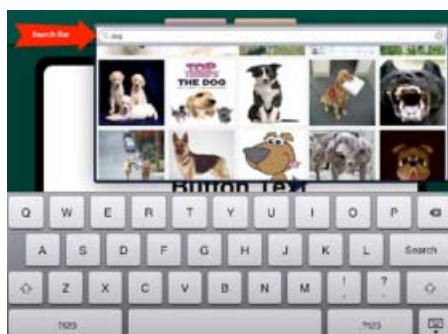 Search Bar
dog
TOP
THE DOG
Button Text
Q W E R T Y U I O P
A S D F G H J K L Search
Z X C V B N M ! , ? .
.?123 .?123